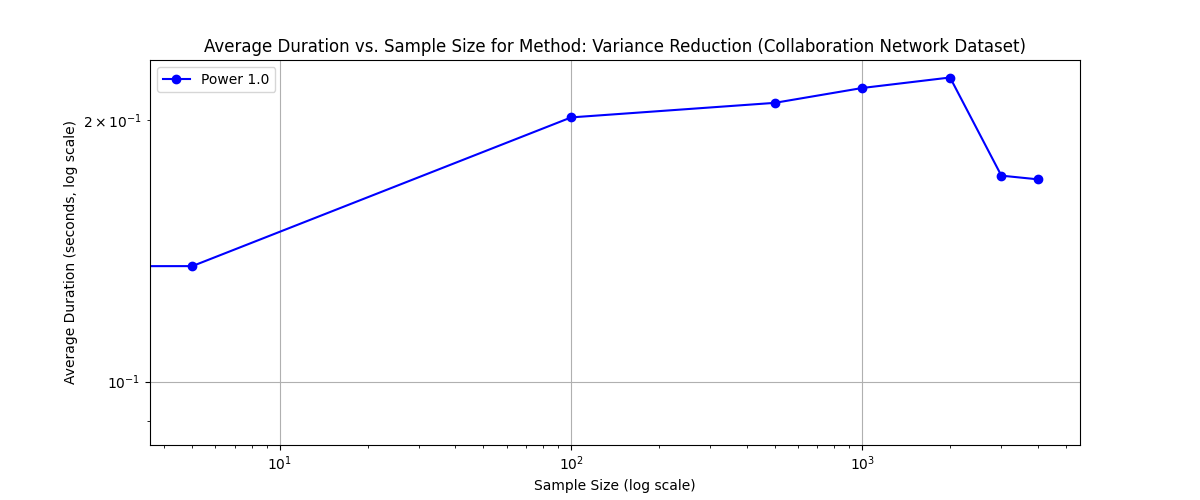 Average Duration vs. Sample Size for Method: Variance Reduction (Collaboration Network Dataset)
Power 1.0
Average Duration (seconds, log scale)
2 × 10⁻¹
10⁻¹
10¹ 10² 10³
Sample Size (log scale)